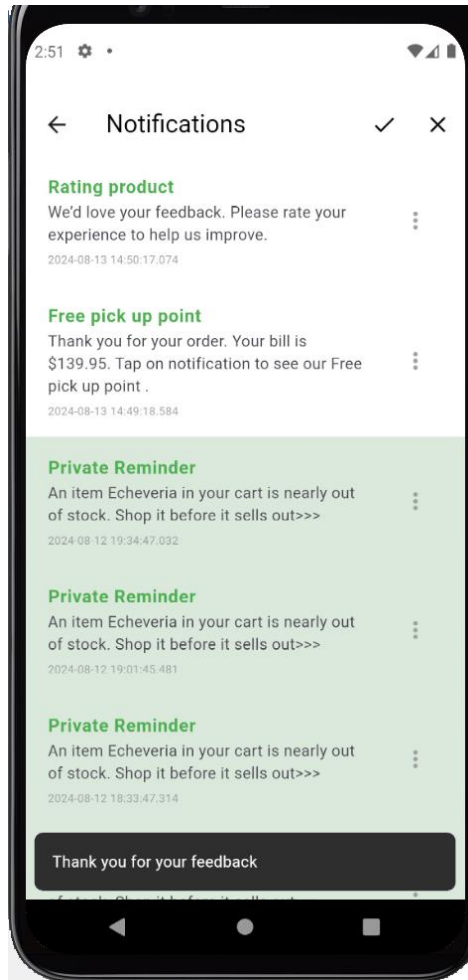 2:51
Notifications
Rating product
We'd love your feedback. Please rate your
experience to help us improve.
2024-08-13 14:50:17.074
Free pick up point
Thank you for your order. Your bill is
$139.95. Tap on notification to see our Free
pick up point .
2024-08-13 14:49:18.584
Private Reminder
An item Echeveria in your cart is nearly out
of stock. Shop it before it sells out>>>
2024-08-12 19:34:47.032
Private Reminder
An item Echeveria in your cart is nearly out
of stock. Shop it before it sells out>>>
2024-08-12 19:01:45.481
Private Reminder
An item Echeveria in your cart is nearly out
of stock. Shop it before it sells out>>>
2024-08-12 18:33:47.314
Thank you for your feedback